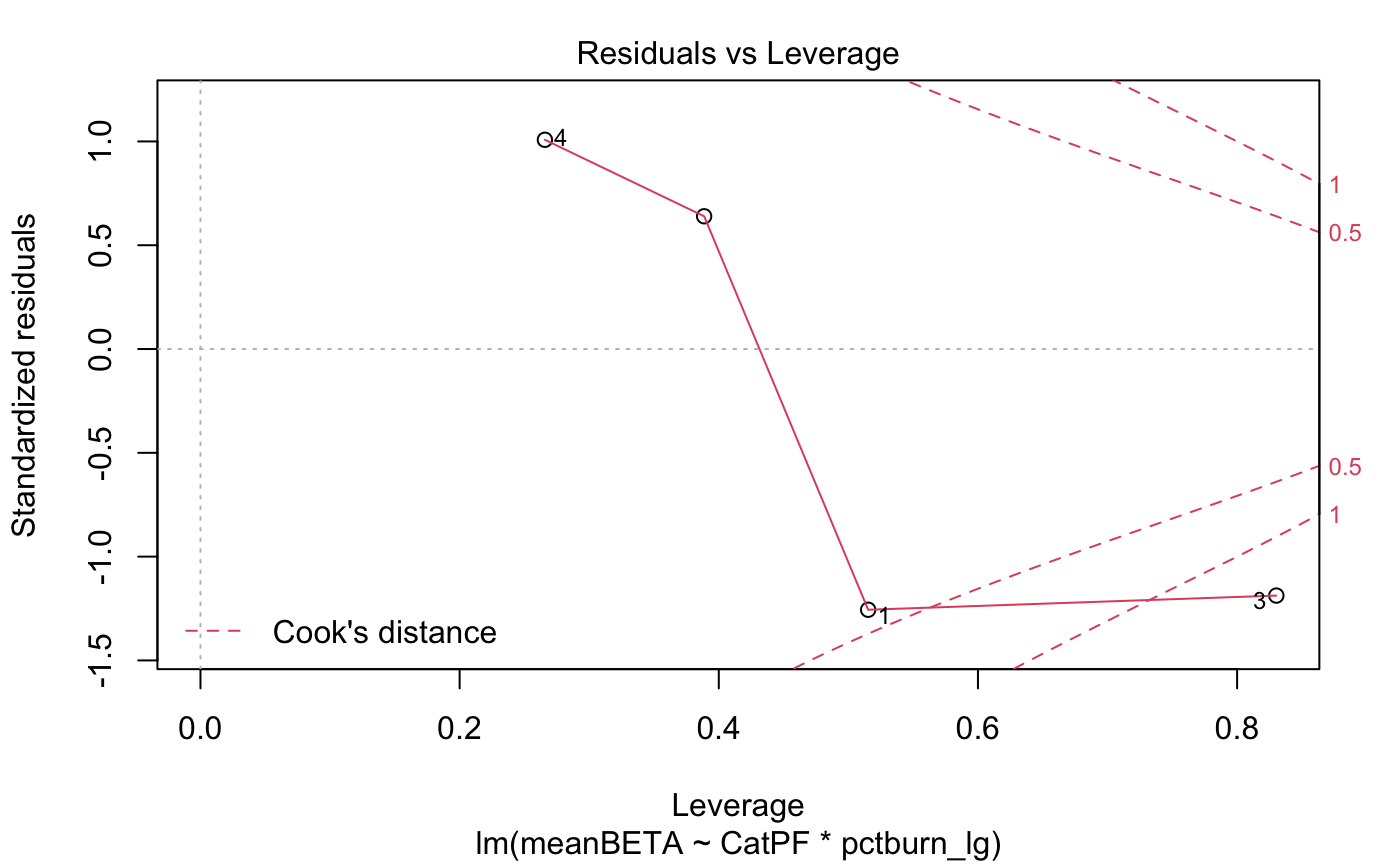 Residuals vs Leverage
Standardized residuals
1.0
0.5
0.0
-0.5
-1.0
-1.5
4
1
3
1
0.5
0.5
1
Cook's distance
0.0 0.2 0.4 0.6 0.8
Leverage
lm(meanBETA ~ CatPF * pctburn_lg)